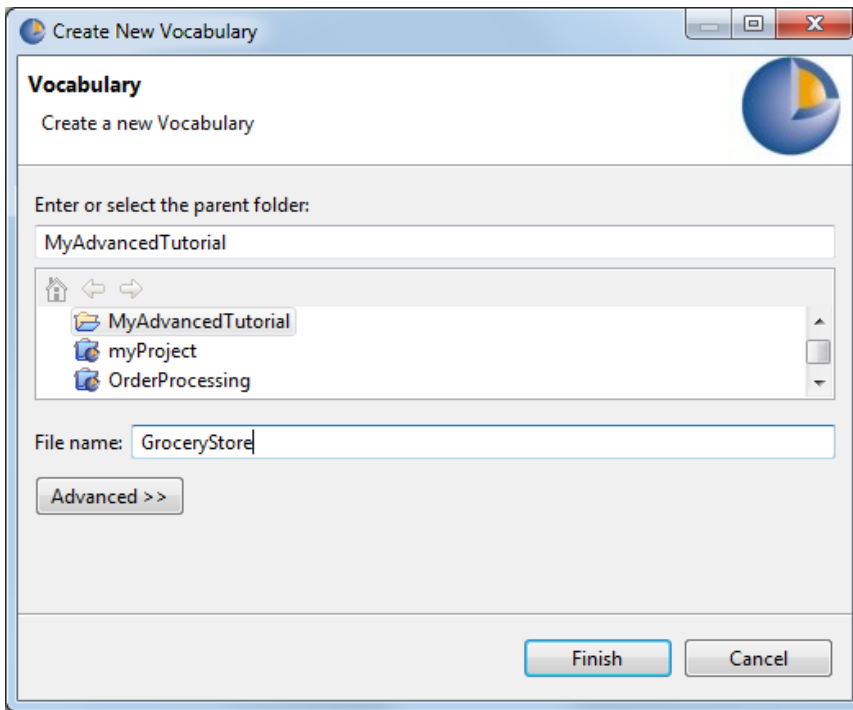 Create New Vocabulary
Vocabulary
Create a new Vocabulary
Enter or select the parent folder:
MyAdvancedTutorial
MyAdvancedTutorial
myProject
OrderProcessing
File name: GroceryStore
Advanced >>
Finish Cancel